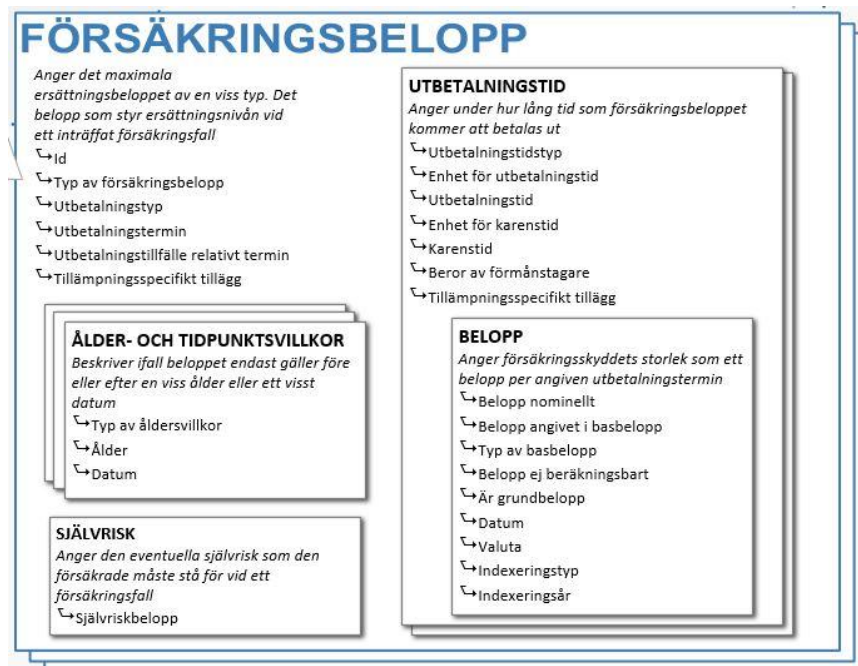 FÖRSÄKRINGSBELOPP
Anger det maximala
ersättningsbeloppet av en viss typ. Det
belopp som styr ersättningsnivån vid
ett inträffat försäkringsfall
Id
Typ av försäkringsbelopp
Utbetalningstyp
Utbetalningstermin
Utbetalningstillfälle relativt termin
Tillämpningsspecifikt tillägg
ÅLDER- OCH TIDPUNKTSVILLKOR
Beskriver ifall beloppet endast gäller före
eller efter en viss ålder eller ett visst
datum
Typ av åldersvillkor
Ålder
Datum
SJÄLVRISK
Anger den eventuella självrisk som den
försäkrade måste stå för vid ett
försäkringsfall
Självriskbelopp
UTBETALNINGSTID
Anger under hur lång tid som försäkringsbeloppet
kommer att betalas ut
Utbetalningstidstyp
Enhet för utbetalningstid
Utbetalningstid
Enhet för karenstid
Karenstid
Beror av förmånstagare
Tillämpningsspecifikt tillägg
BELOPP
Anger försäkringsskyddets storlek som ett
belopp per angiven utbetalningstermin
Belopp nominellt
Belopp angivet i basbelopp
Typ av basbelopp
Belopp ej beräkningsbart
Är grundbelopp
Datum
Valuta
Indexeringstyp
Indexeringsår